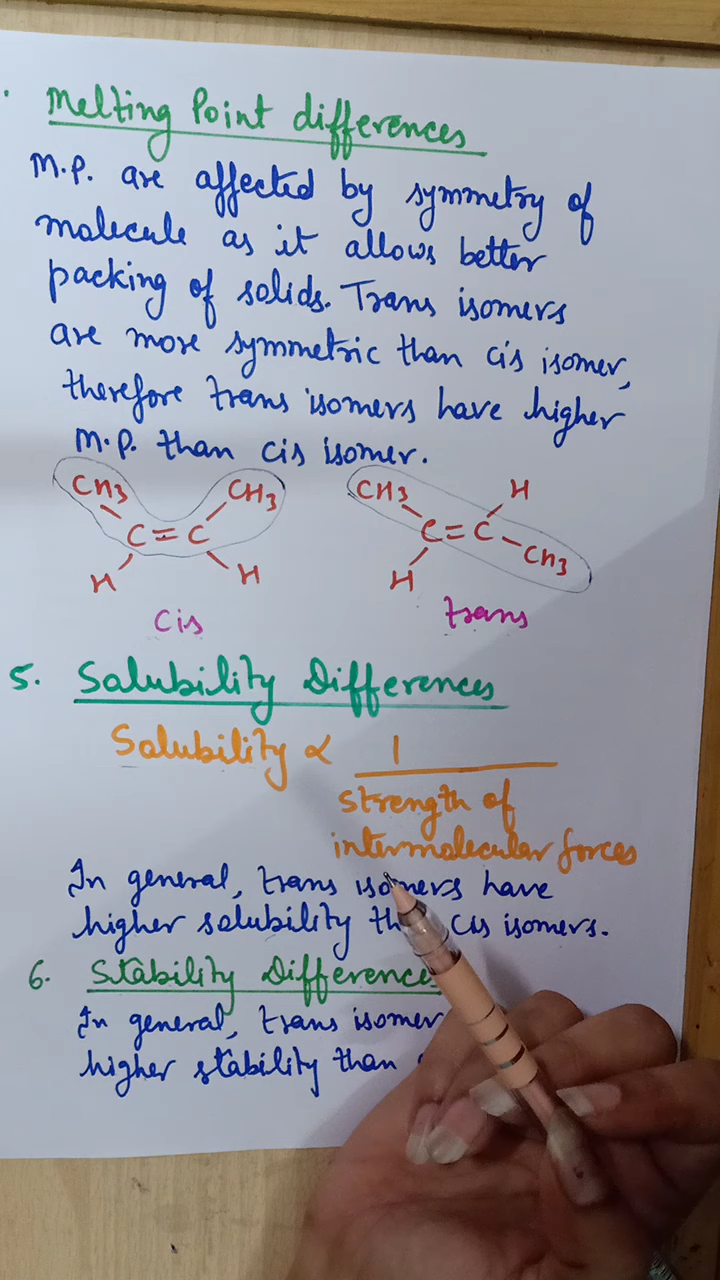 Melting Point differences
M.P. are affected by symmetry of
molecule as it allows better
packing of solids. Trans isomers
are more symmetric than cis isomer,
therefore trans isomers have higher
M.P. than cis isomer.
CH3 CH3 CH3 H
C=C C=C CH3
H H H
cis trans
5. Solubility Differences
Solubility ∝ 1
strength of
intermolecular forces
In general, trans isomers have
higher solubility cis isomers.
6. Stability Difference
In general, trans isomer
higher stability than